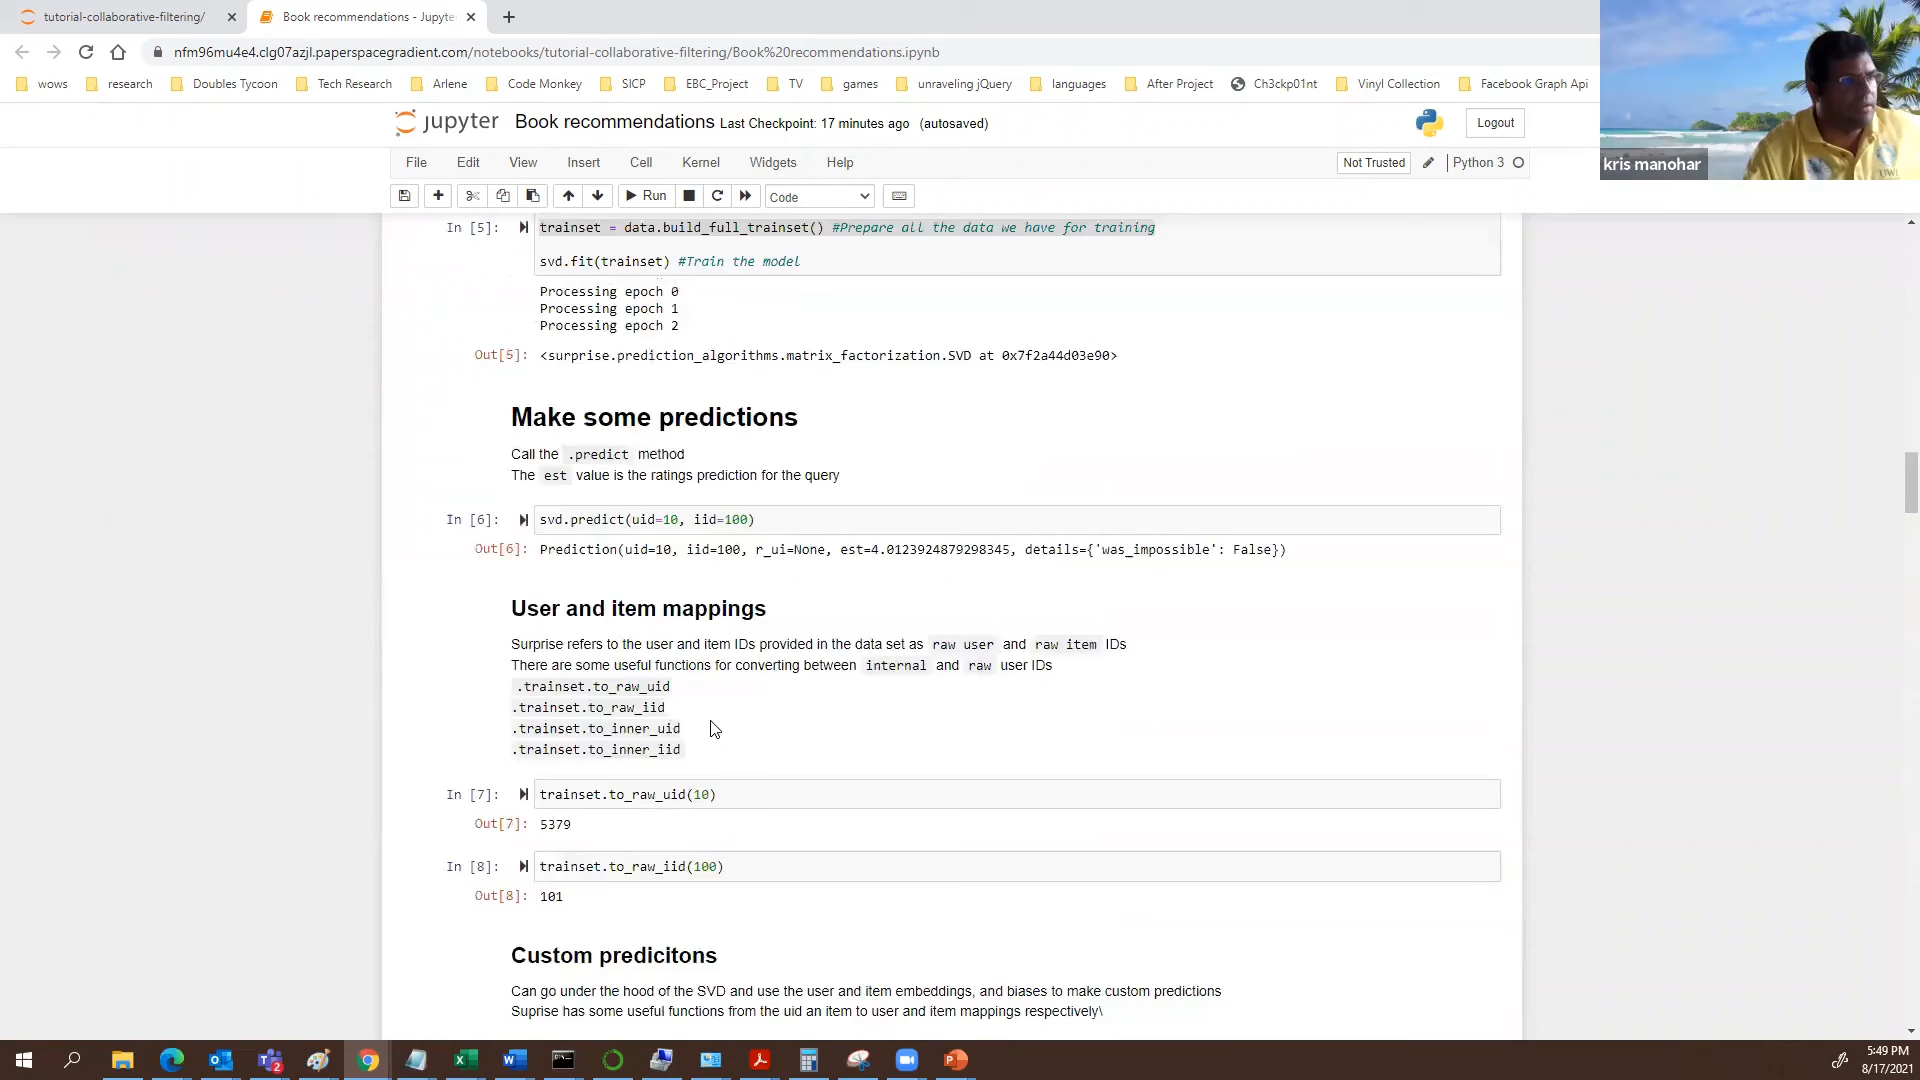 tutorial-collaborative-filtering/
Book recommendations - Jupyte
nfm96mu4e4.clg07azjl.paperspacegradient.com/notebooks/tutorial-collaborative-filtering/Book%20recommendations.ipynb
wows research Doubles Tycoon Tech Research Arlene Code Monkey SICP EBC_Project TV games unraveling jQuery languages After Project Ch3ckp01nt Vinyl Collection Facebook Graph Api
kris manohar
UWI
jupyter Book recommendations Last Checkpoint: 17 minutes ago (autosaved)
Logout
File Edit View Insert Cell Kernel Widgets Help
Not Trusted
Python 3
Run
Code
In [5]: trainset = data.build_full_trainset() #Prepare all the data we have for training
svd.fit(trainset) #Train the model
Processing epoch 0
Processing epoch 1
Processing epoch 2
Out[5]: <surprise.prediction_algorithms.matrix_factorization.SVD at 0x7f2a44d03e90>
Make some predictions
Call the .predict method
The est value is the ratings prediction for the query
In [6]: svd.predict(uid=10, iid=100)
Out[6]: Prediction(uid=10, iid=100, r_ui=None, est=4.0123924879298345, details={'was_impossible': False})
User and item mappings
Surprise refers to the user and item IDs provided in the data set as raw user and raw item IDs
There are some useful functions for converting between internal and raw user IDs
.trainset.to_raw_uid
.trainset.to_raw_iid
.trainset.to_inner_uid
.trainset.to_inner_iid
In [7]: trainset.to_raw_uid(10)
Out[7]: 5379
In [8]: trainset.to_raw_iid(100)
Out[8]: 101
Custom predicitons
Can go under the hood of the SVD and use the user and item embeddings, and biases to make custom predictions
Suprise has some useful functions from the uid an item to user and item mappings respectively\
5:49 PM
8/17/2021